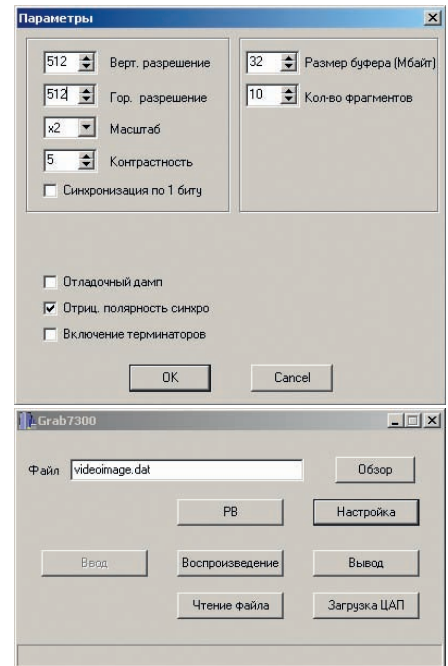 Параметры
512 Верт. разрешение
512 Гор. разрешение
x2 Масштаб
5 Контрастность
Синхронизация по 1 биту
32 Размер буфера (Мбайт)
10 Кол-во фрагментов
Отладочный дамп
Отриц. полярность синхро
Включение терминаторов
OK Cancel
Grab7300
Файл videoimage.dat Обзор
РВ Настройка
Ввод Воспроизведение Вывод
Чтение файла Загрузка ЦАП